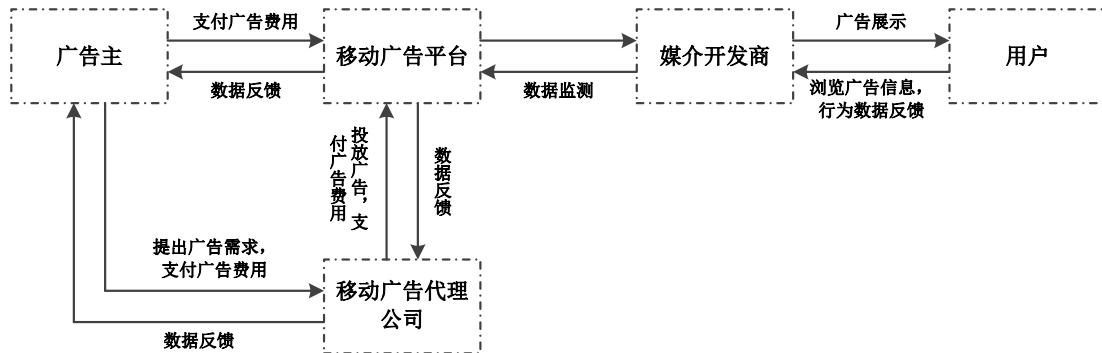 支付广告费用
广告展示
广告主
移动广告平台
媒介开发商
用户
数据反馈
数据监测
浏览广告信息，
行为数据反馈
投放广告，支
付广告费用
数据反馈
提出广告需求，
支付广告费用
移动广告代理
公司
数据反馈